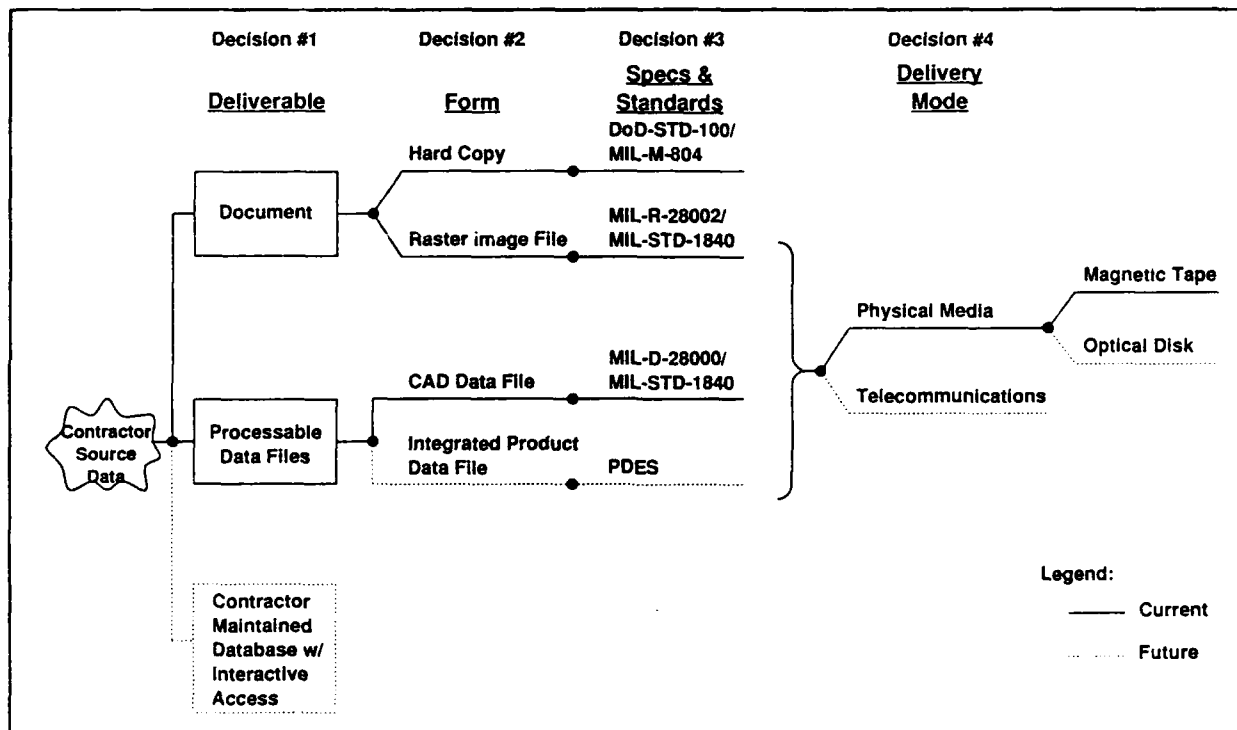 Decision #1
Decision #2
Decision #3
Decision #4
Deliverable
Form
Specs &
Standards
Delivery
Mode
Hard Copy
DoD-STD-100/
MIL-M-804
Document
Raster image File
MIL-R-28002/
MIL-STD-1840
Magnetic Tape
Physical Media
Optical Disk
Telecommunications
CAD Data File
MIL-D-28000/
MIL-STD-1840
Contractor
Source
Data
Processable
Data Files
Integrated Product
Data File
PDES
Contractor
Maintained
Database w/
Interactive
Access
Legend:
Current
Future